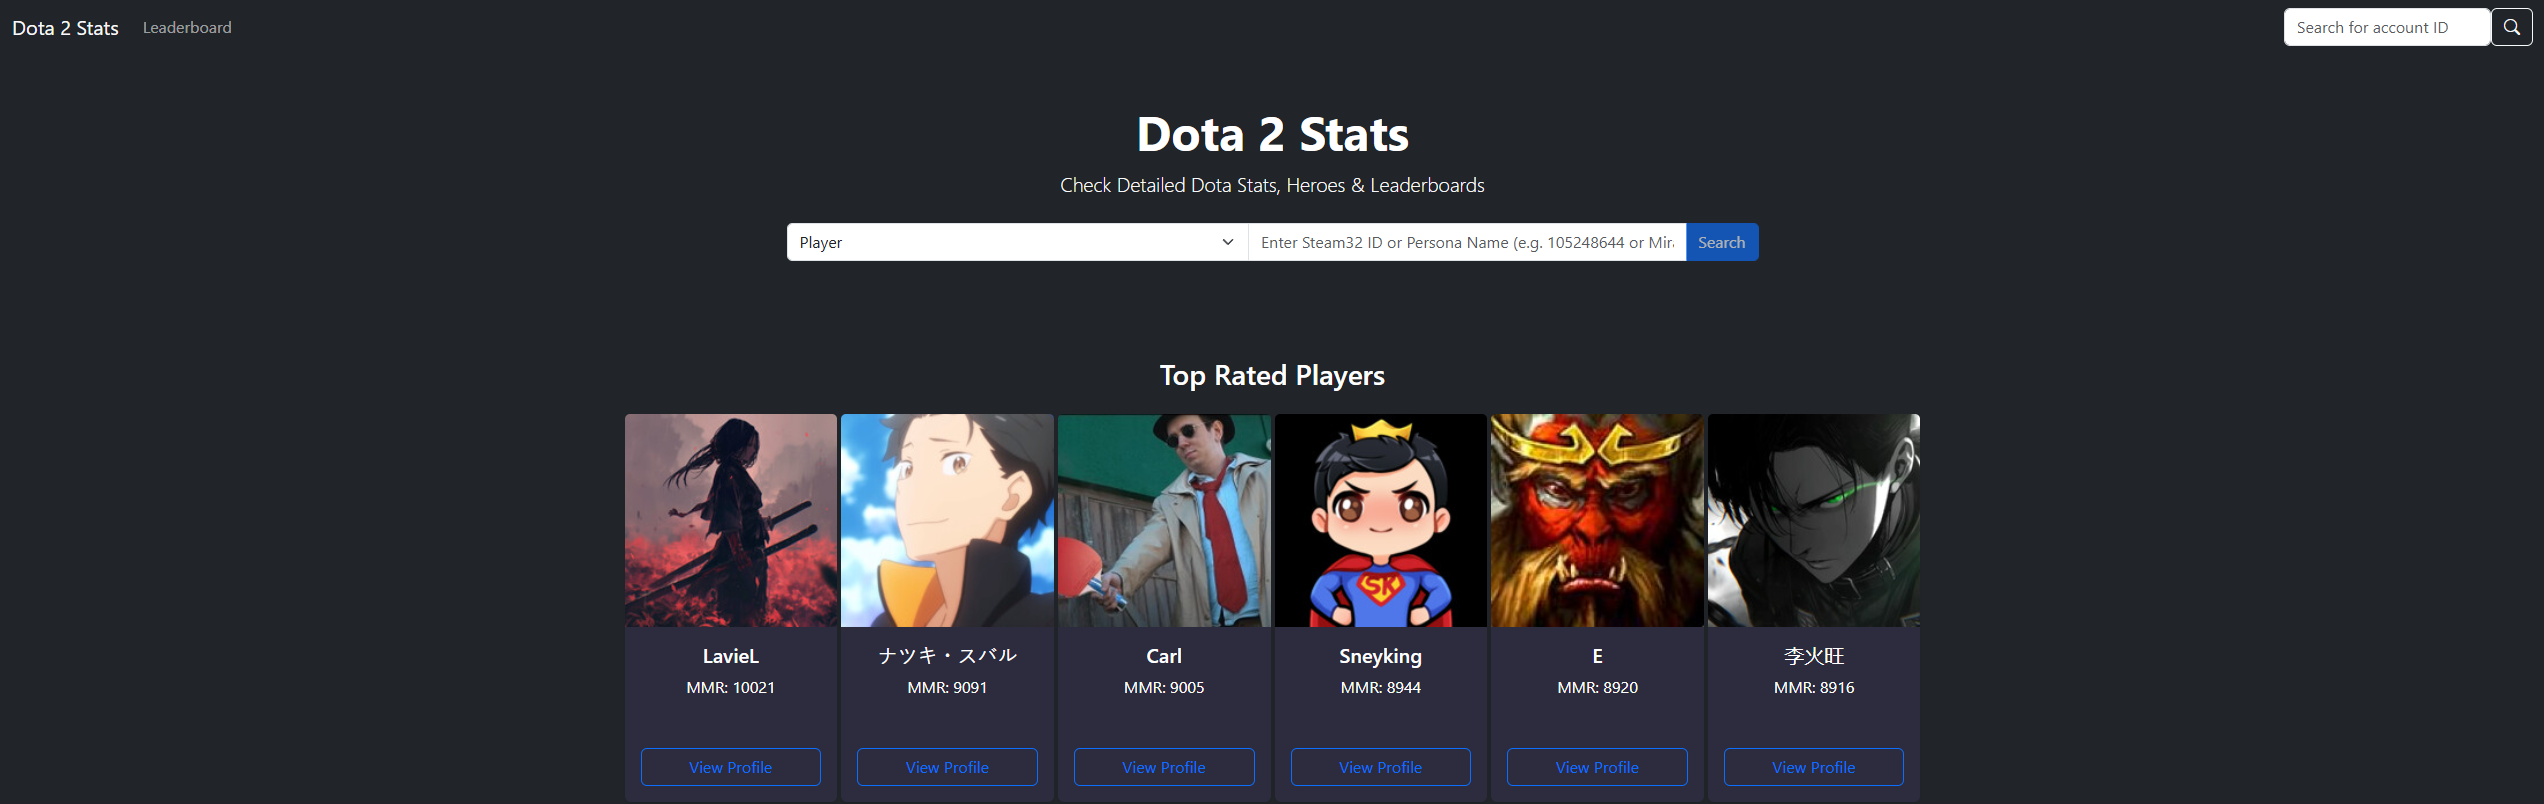 Dota 2 Stats
Leaderboard
Search for account ID
Dota 2 Stats
Check Detailed Dota Stats, Heroes & Leaderboards
Player
Enter Steam32 ID or Persona Name (e.g. 105248644 or Mir
Search
Top Rated Players
SK
LavieL
MMR: 10021
View Profile
ナツキ・スバル
MMR: 9091
View Profile
Carl
MMR: 9005
View Profile
Sneyking
MMR: 8944
View Profile
E
MMR: 8920
View Profile
李火旺
MMR: 8916
View Profile